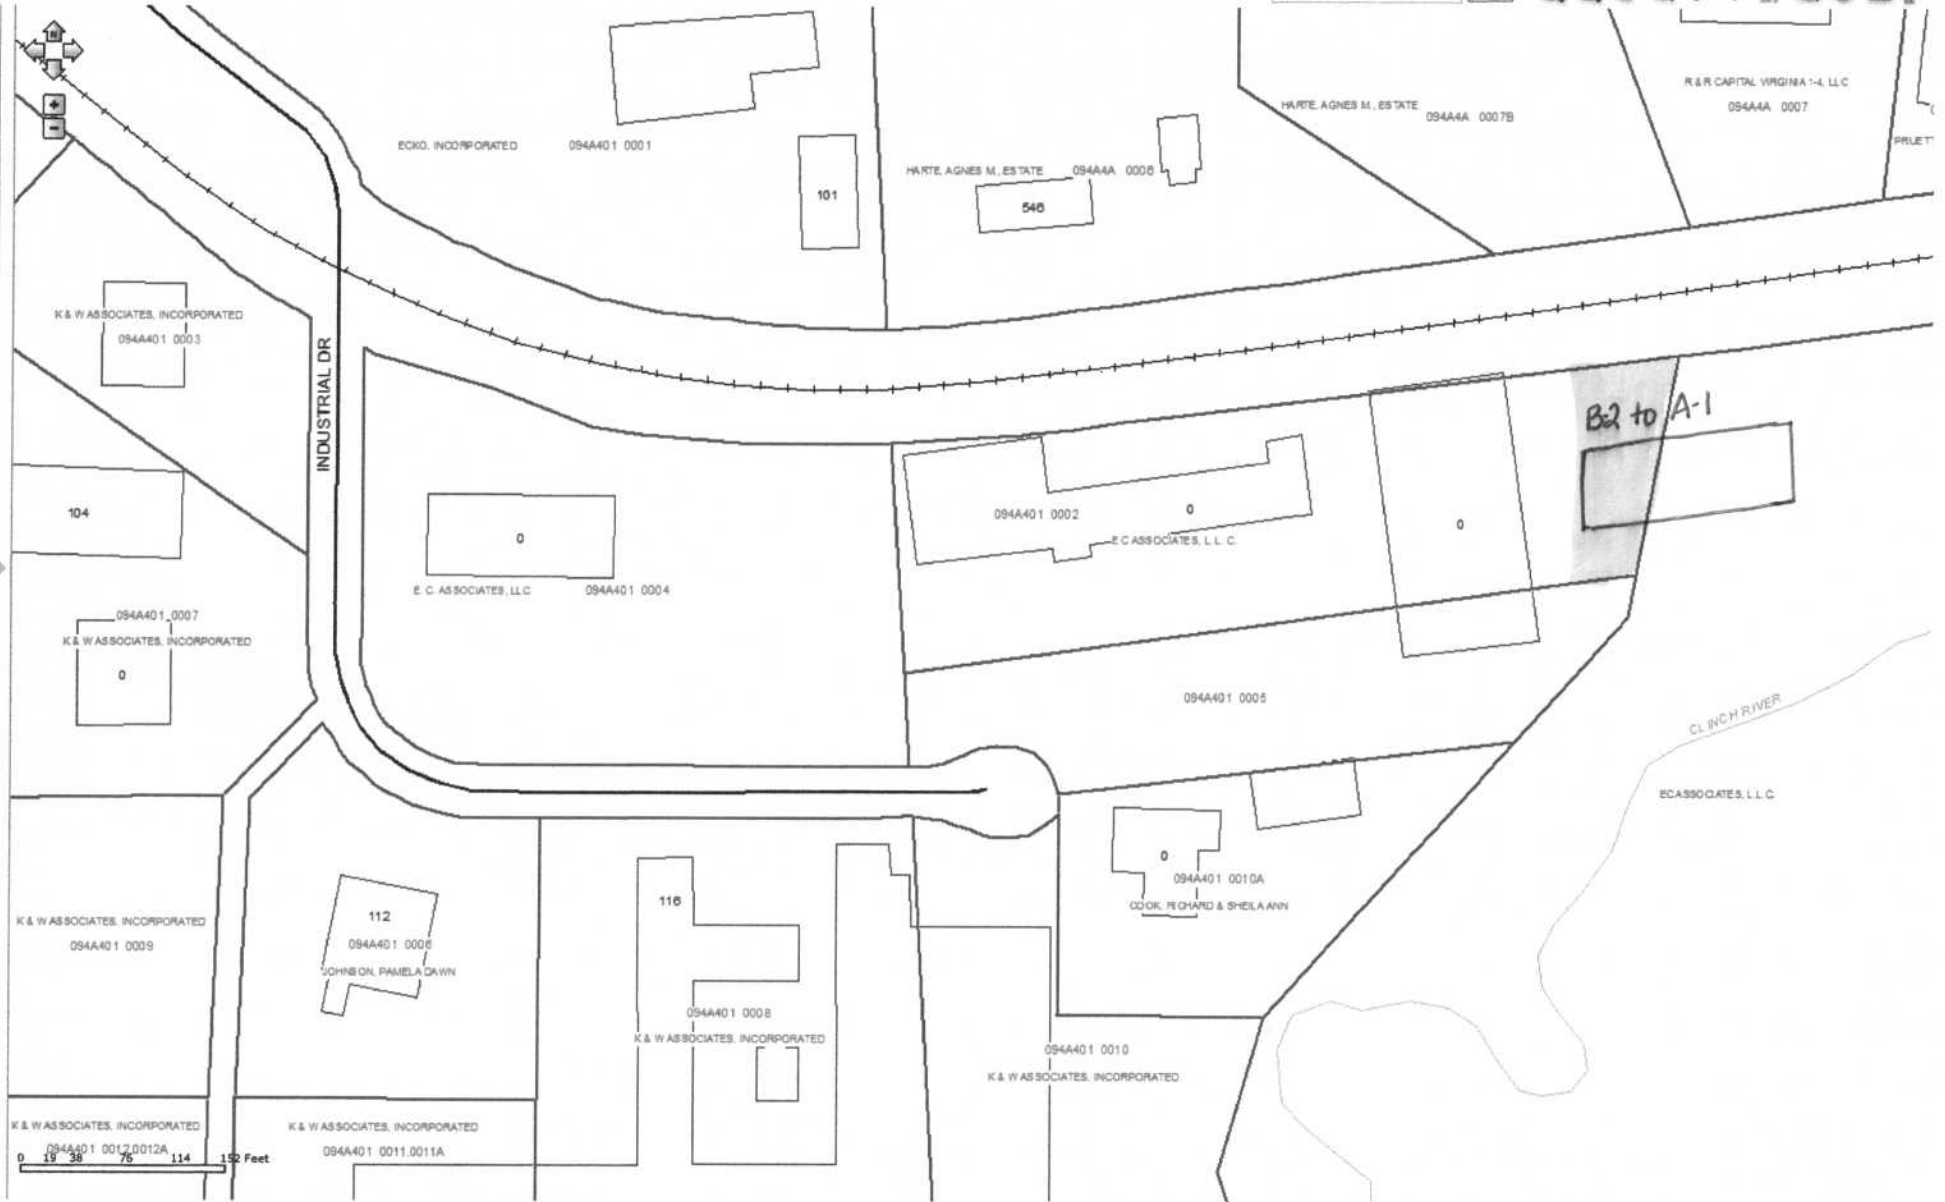 N
+
-
R & R CAPITAL VIRGINIA 1-4, LLC
094A4A 0007
HARTE, AGNES M., ESTATE 094A4A 0007B
PRUETT
ECKO, INCORPORATED 094A401 0001
101
HARTE, AGNES M., ESTATE 094A4A 0006
546
K & W ASSOCIATES, INCORPORATED
094A401 0003
INDUSTRIAL DR
B-2 to A-1
104
0
E. C. ASSOCIATES, LLC 094A401 0004
094A401 0002
0
E C ASSOCIATES, L. L. C.
0
094A401 0007
K & W ASSOCIATES, INCORPORATED
0
094A401 0005
CLINCH RIVER
ECASSOCIATES, L.L.C.
0
094A401 0010A
COOK, RICHARD & SHEILA ANN
K & W ASSOCIATES, INCORPORATED
094A401 0009
112
094A401 0006
JOHNSON, PAMELA DAWN
116
094A401 0008
K & W ASSOCIATES, INCORPORATED
094A401 0010
K & W ASSOCIATES, INCORPORATED
K & W ASSOCIATES, INCORPORATED
094A401 0012,0012A
K & W ASSOCIATES, INCORPORATED
094A401 0011,0011A
0 19 38 76 114 152 Feet